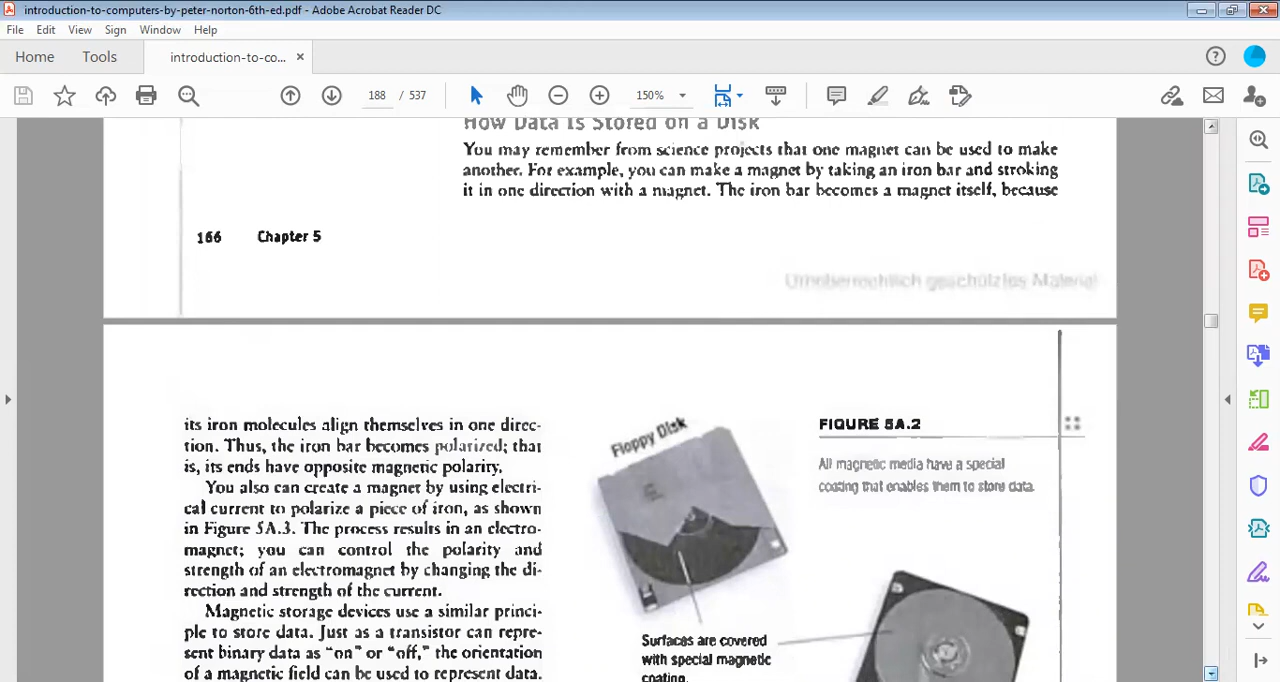 introduction-to-computers-by-peter-norton-6th-ed.pdf - Adobe Acrobat Reader DC
File Edit View Sign Window Help
Home Tools introduction-to-co... ×
188 / 537 150%
How Data Is Stored on a Disk
You may remember from science projects that one magnet can be used to make
another. For example, you can make a magnet by taking an iron bar and stroking
it in one direction with a magnet. The iron bar becomes a magnet itself, because
166 Chapter 5
Urheberrechtlich geschütztes Material
its iron molecules align themselves in one direc-
tion. Thus, the iron bar becomes polarized; that
is, its ends have opposite magnetic polarity.
You also can create a magnet by using electri-
cal current to polarize a piece of iron, as shown
in Figure 5A.3. The process results in an electro-
magnet; you can control the polarity and
strength of an electromagnet by changing the di-
rection and strength of the current.
Magnetic storage devices use a similar princi-
ple to store data. Just as a transistor can repre-
sent binary data as "on" or "off," the orientation
of a magnetic field can be used to represent data.
Floppy Disk
Surfaces are covered
with special magnetic
coating.
FIGURE 5A.2
All magnetic media have a special
coating that enables them to store data.